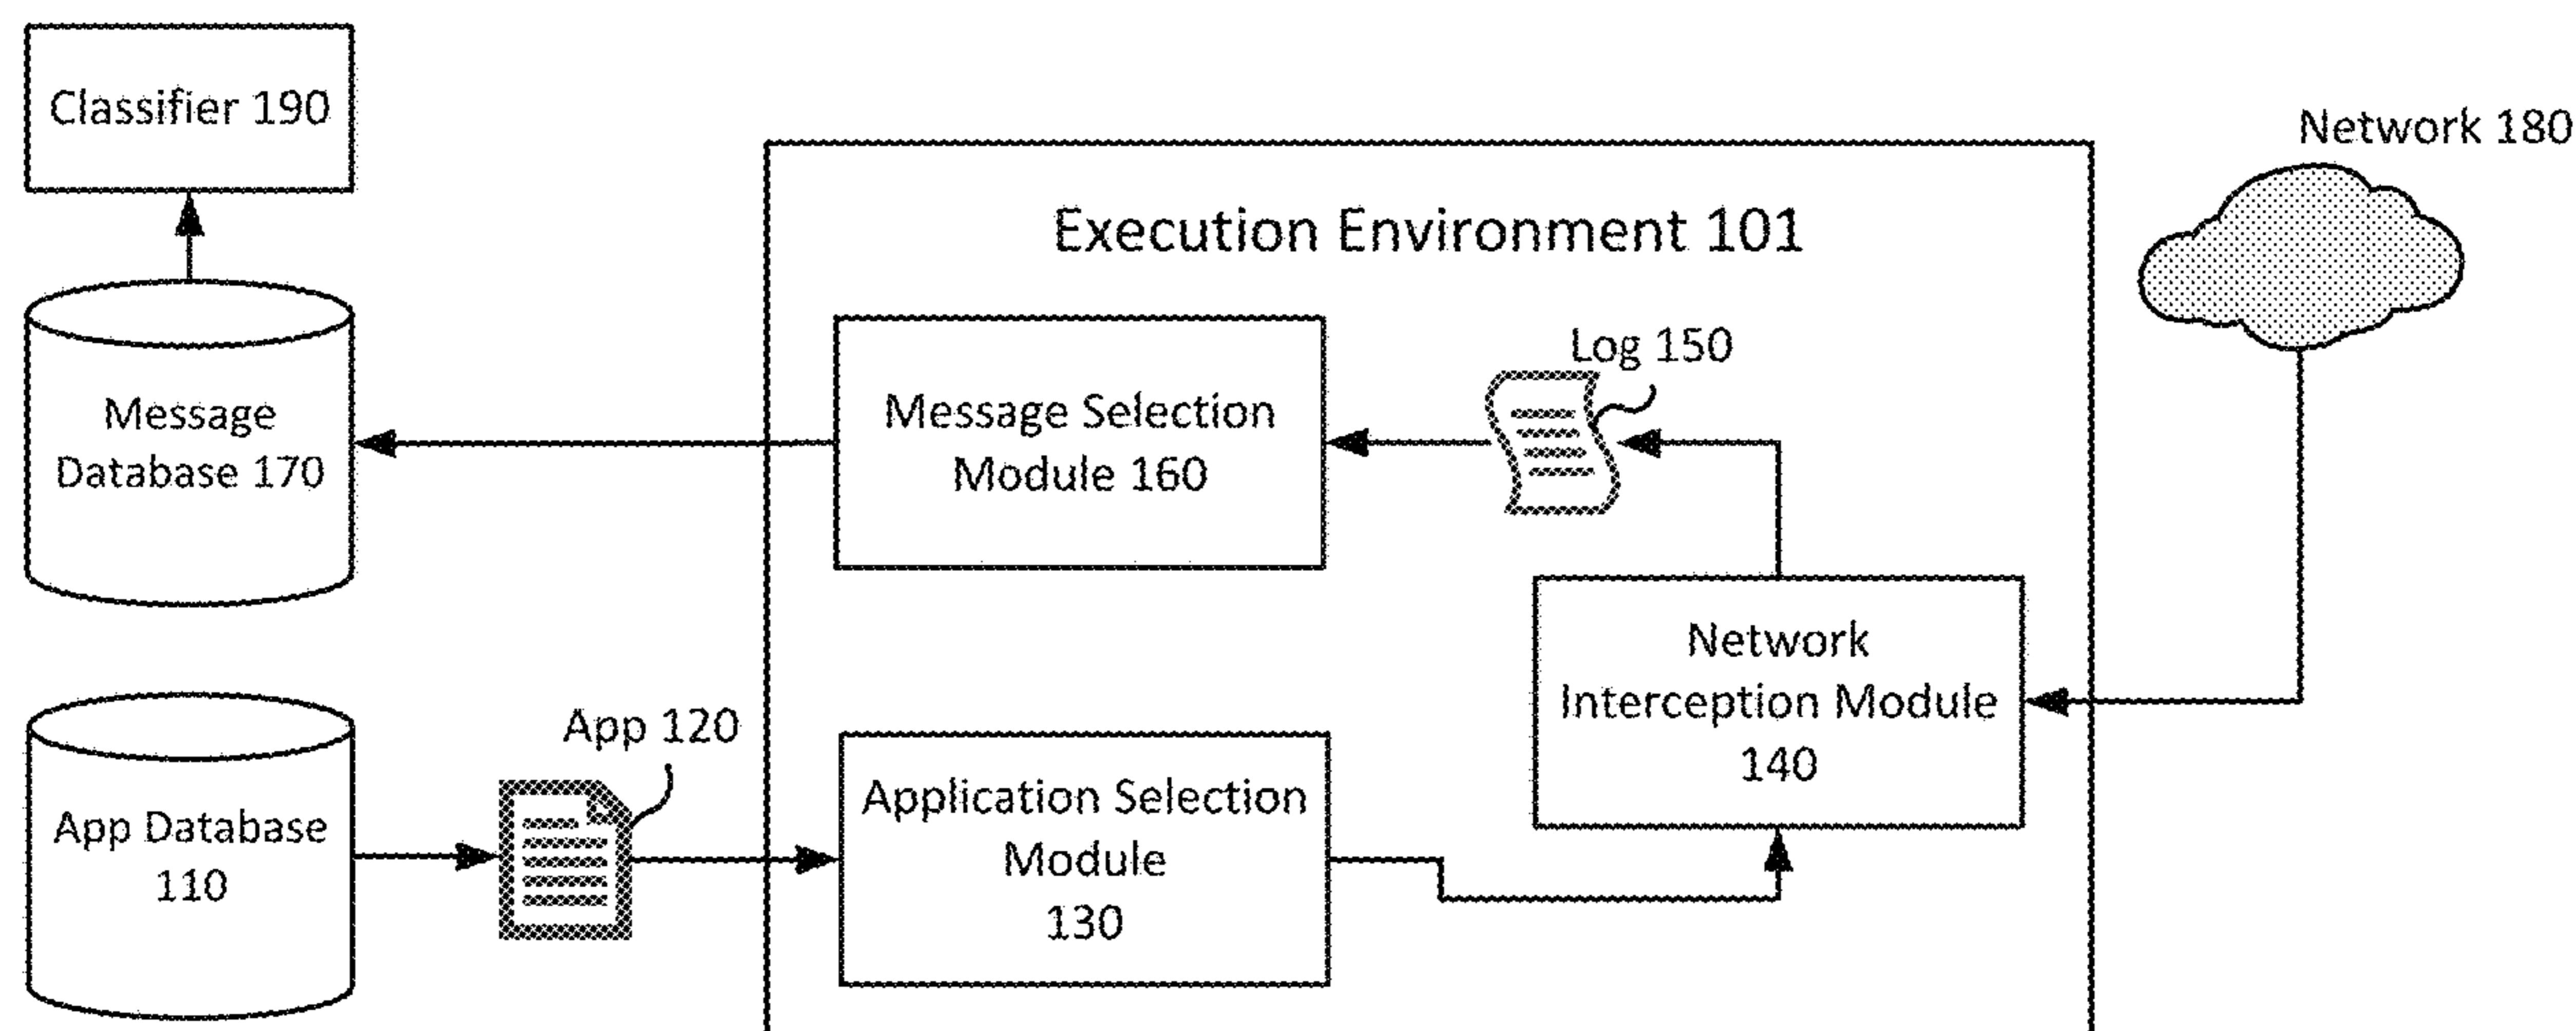 Classifier 190
Network 180
Execution Environment 101
Log 150
Message Selection
Module 160
Message
Database 170
Network
Interception Module
140
App 120
Application Selection
Module
130
App Database
110